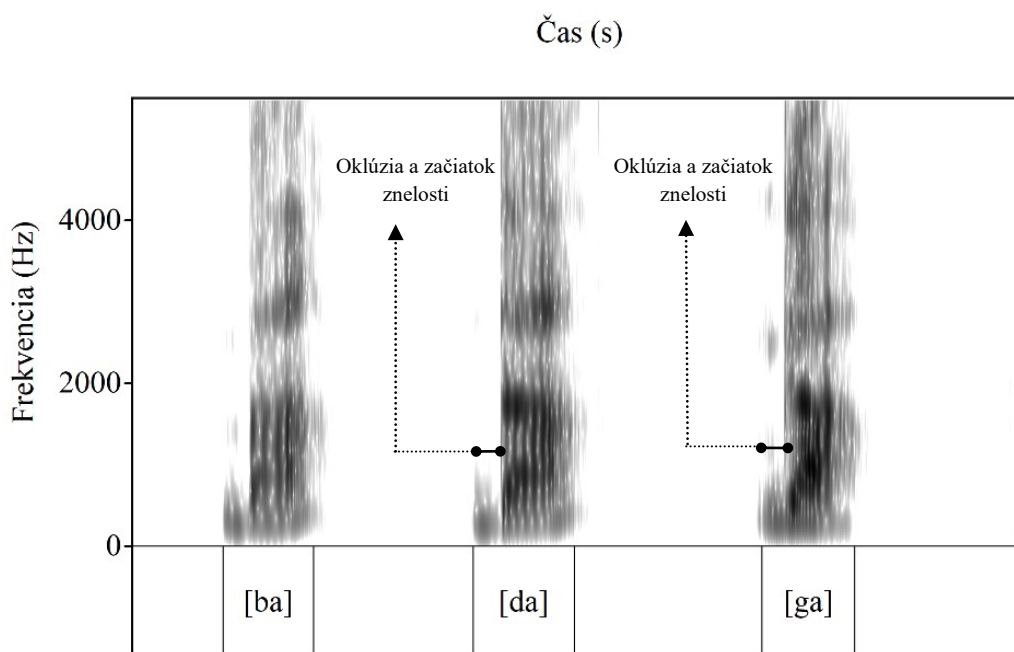 Čas (s)
Oklúzia a začiatok
znelosti
Oklúzia a začiatok
znelosti
Frekvencia (Hz)
4000
2000
0
[ba]
[da]
[ga]